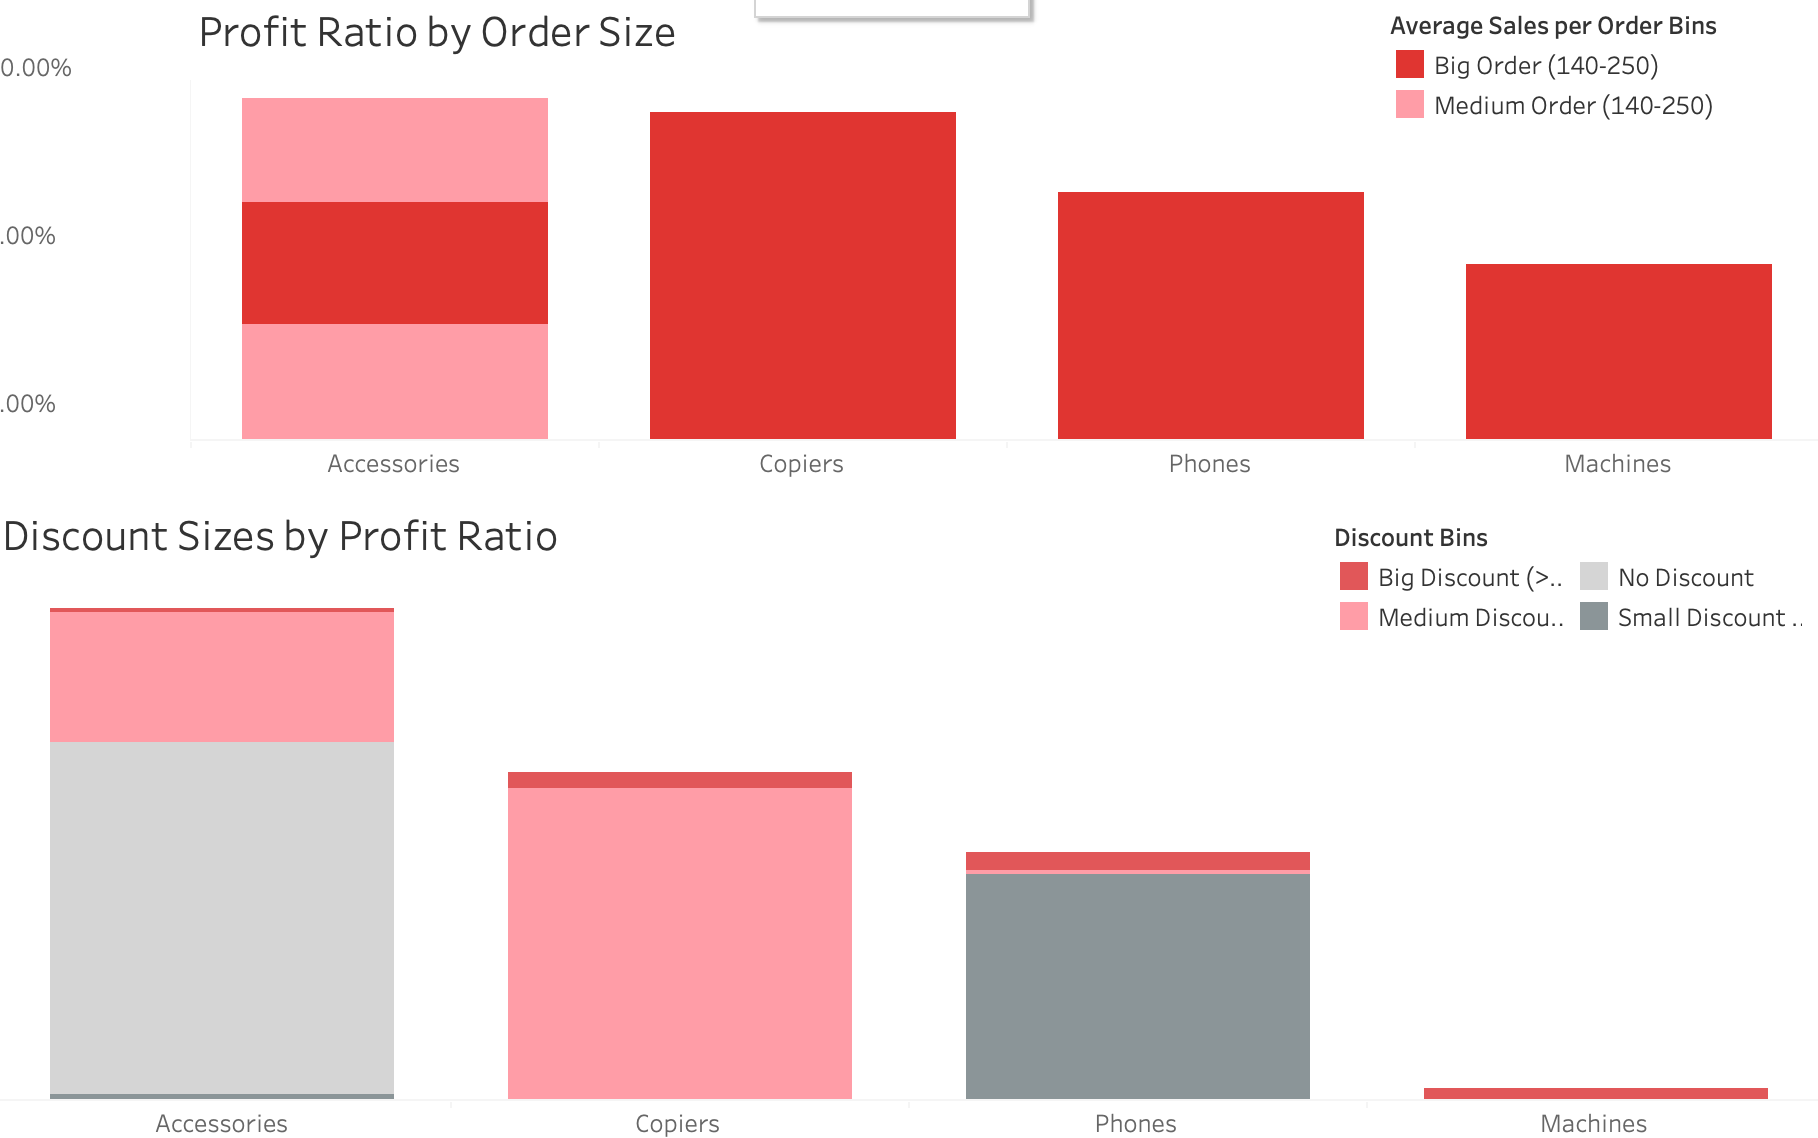 Profit Ratio by Order Size
Average Sales per Order Bins
Big Order (140-250)
Medium Order (140-250)
0.00%
.00%
.00%
Accessories
Copiers
Phones
Machines
Discount Sizes by Profit Ratio
Discount Bins
Big Discount (>..
No Discount
Medium Discou..
Small Discount ..
Accessories
Copiers
Phones
Machines